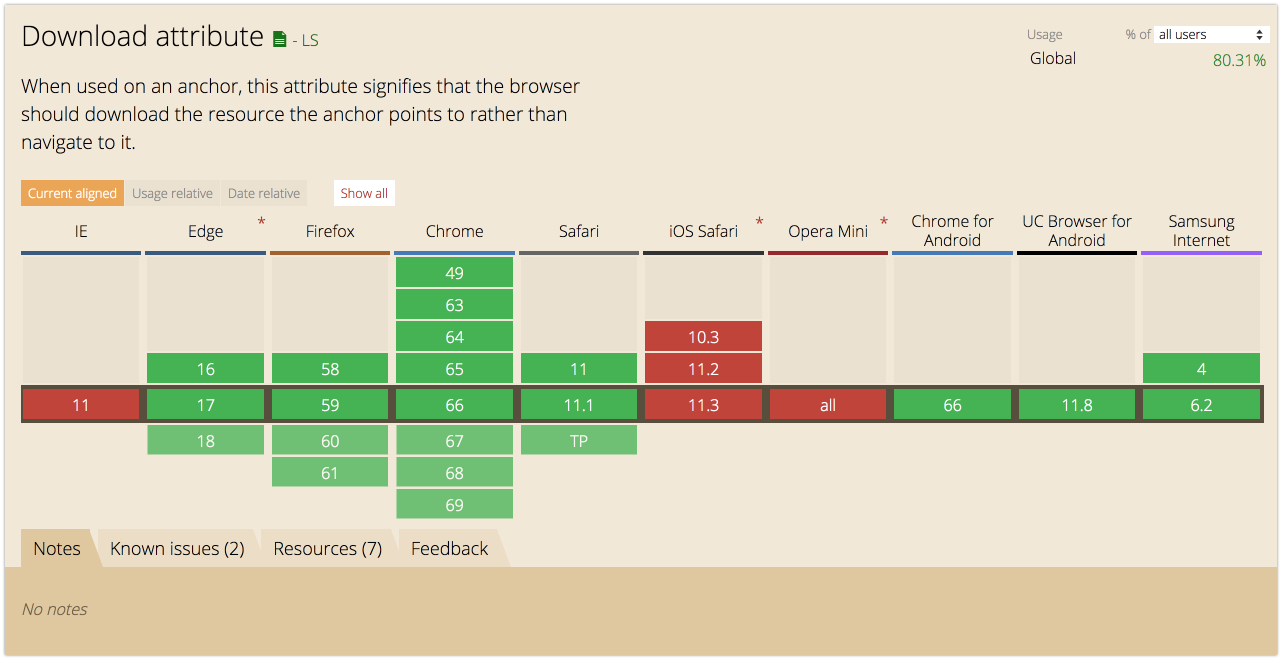 Download attribute - LS
Usage % of all users
Global 80.31%
When used on an anchor, this attribute signifies that the browser
should download the resource the anchor points to rather than
navigate to it.
Current aligned Usage relative Date relative Show all
IE Edge * Firefox Chrome Safari iOS Safari * Opera Mini * Chrome for Android UC Browser for Android Samsung Internet
49
63
64 10.3
16 58 65 11 11.2 4
11 17 59 66 11.1 11.3 all 66 11.8 6.2
18 60 67 TP
61 68
69
Notes Known issues (2) Resources (7) Feedback
No notes